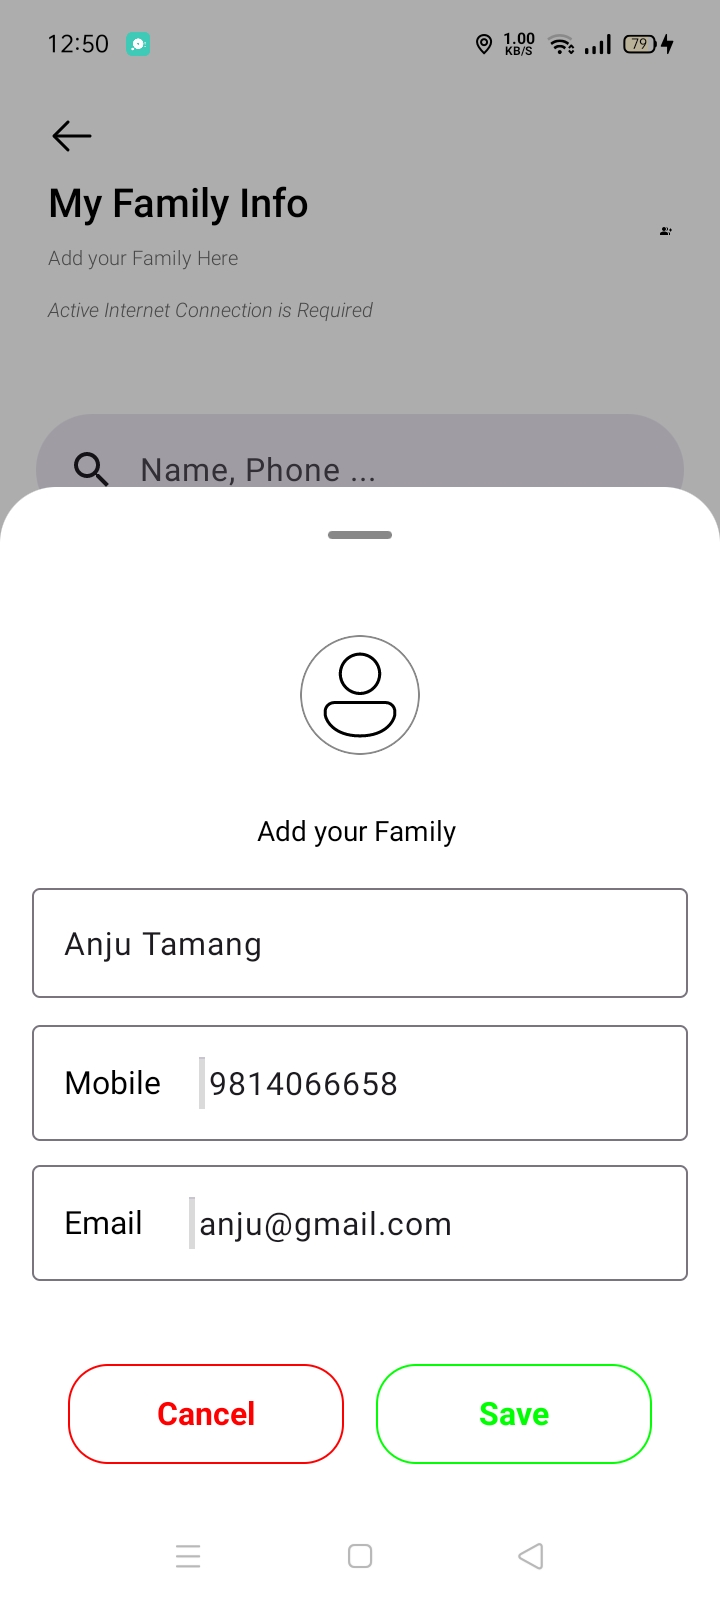 12:50
1.00
KB/S
79
My Family Info
Add your Family Here
Active Internet Connection is Required
Name, Phone ...
Add your Family
Anju Tamang
Mobile 9814066658
Email anju@gmail.com
Cancel Save